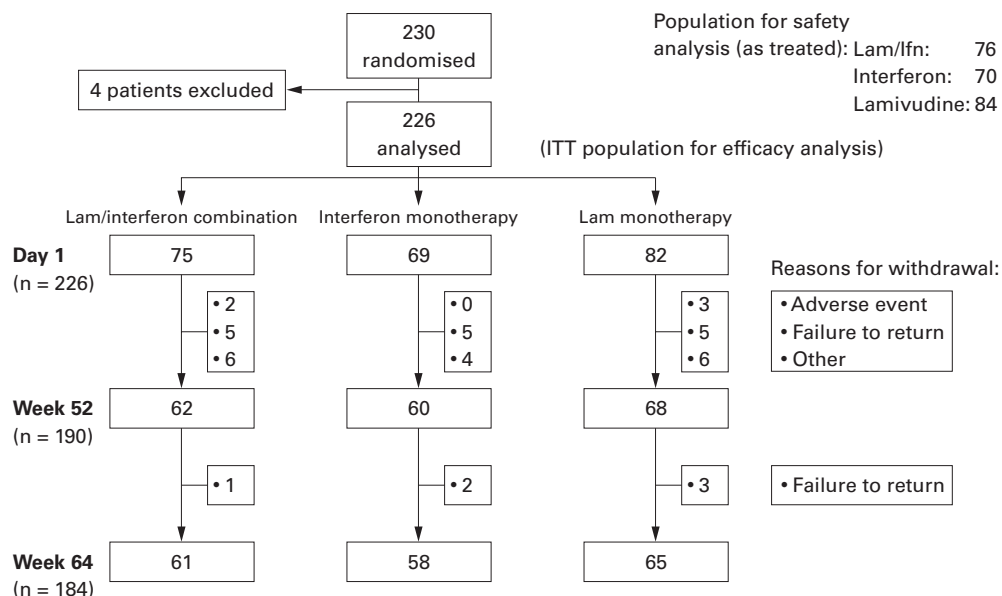 230
randomised
Population for safety
analysis (as treated): Lam/Ifn: 76
Interferon: 70
Lamivudine: 84
4 patients excluded
226
analysed
(ITT population for efficacy analysis)
Lam/interferon combination
Interferon monotherapy
Lam monotherapy
Day 1
(n = 226)
75
69
82
Reasons for withdrawal:
• 2
• 5
• 6
• 0
• 5
• 4
• 3
• 5
• 6
• Adverse event
• Failure to return
• Other
Week 52
(n = 190)
62
60
68
• 1
• 2
• 3
• Failure to return
Week 64
(n = 184)
61
58
65